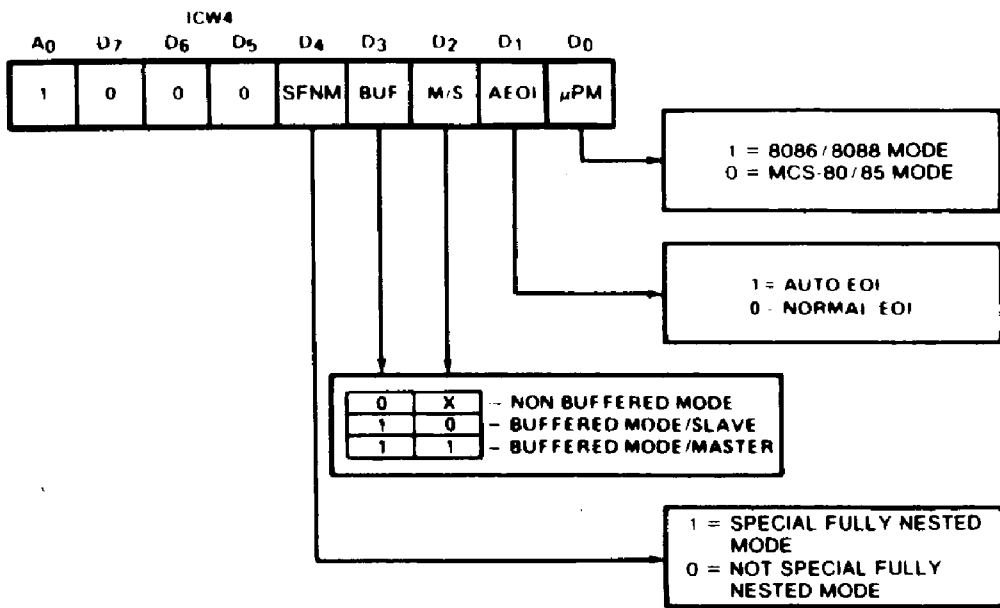 ICW4
A0 D7 D6 D5 D4 D3 D2 D1 D0
1 0 0 0 SFNM BUF M/S AEOI μPM
1 = 8086/8088 MODE
0 = MCS-80/85 MODE
1 = AUTO EOI
0 - NORMAL EOI
0 X - NON BUFFERED MODE
1 0 - BUFFERED MODE/SLAVE
1 1 - BUFFERED MODE/MASTER
1 = SPECIAL FULLY NESTED
MODE
0 = NOT SPECIAL FULLY
NESTED MODE